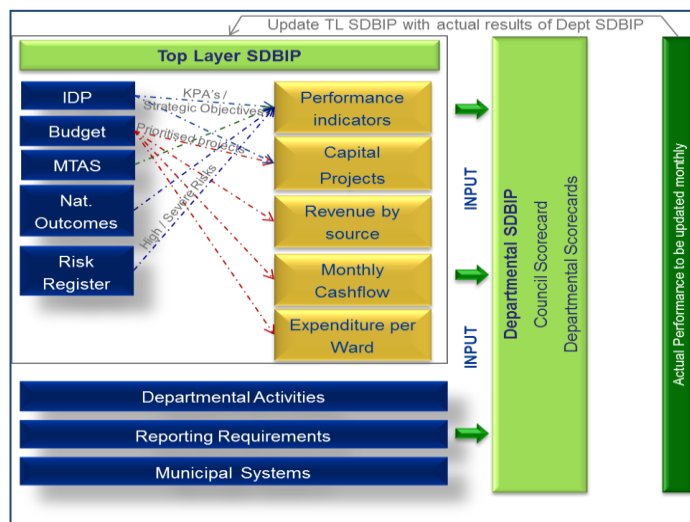 Update TL SDBIP with actual results of Dept SDBIP
Top Layer SDBIP
IDP
Budget
MTAS
Nat.
Outcomes
Risk
Register
KPA's /
Strategic Objectives
Prioritised projects
High / Severe Risks
Performance
indicators
Capital
Projects
Revenue by
source
Monthly
Cashflow
Expenditure per
Ward
INPUT
INPUT
Departmental SDBIP
Council Scorecard
Departmental Scorecards
Actual Performance to be updated monthly
Departmental Activities
Reporting Requirements
Municipal Systems